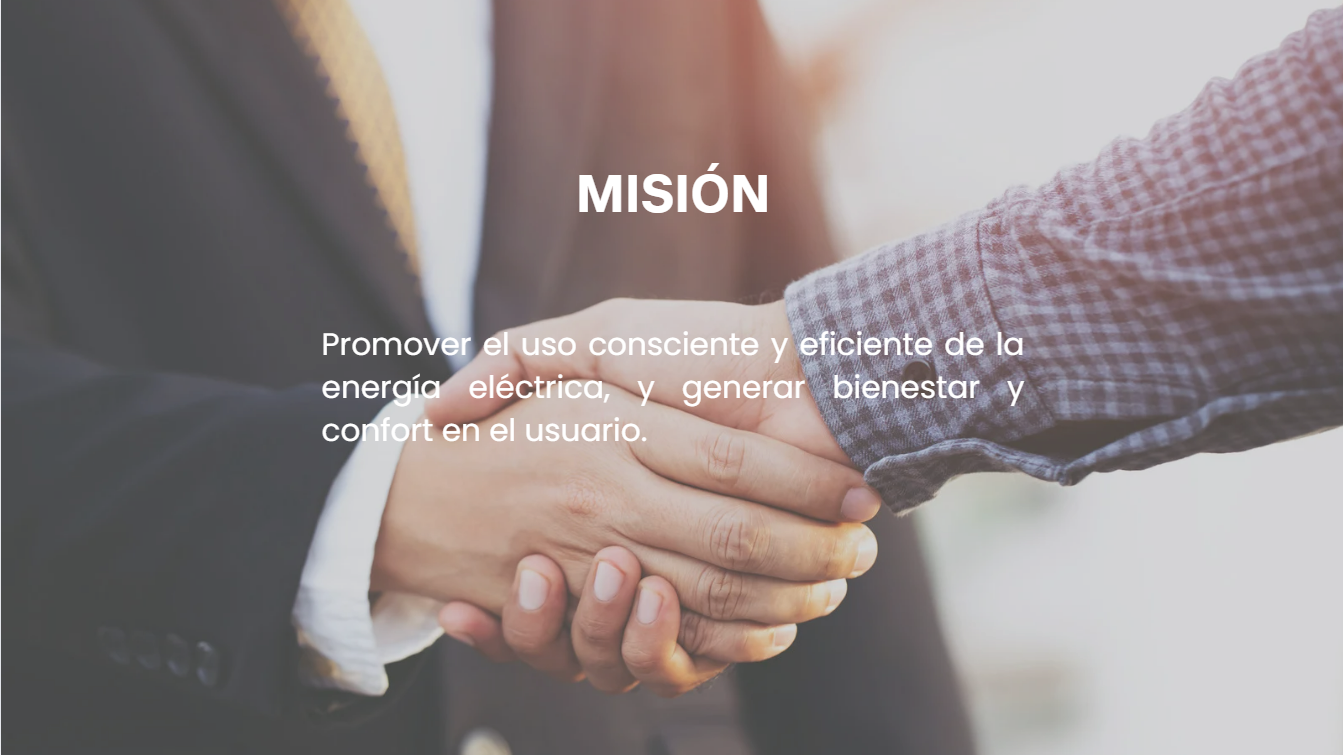 MISIÓN
Promover el uso consciente y eficiente de la
energía eléctrica, y generar bienestar y
confort en el usuario.